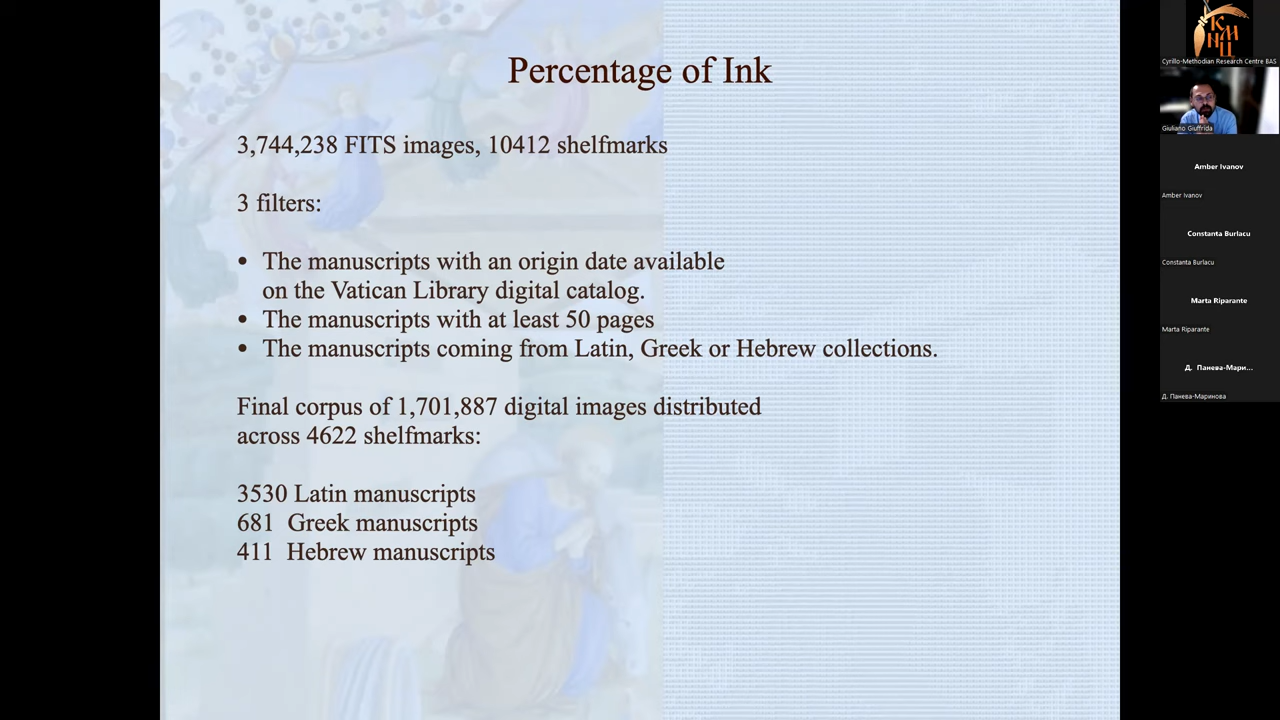 Percentage of Ink
3,744,238 FITS images, 10412 shelfmarks
3 filters:
• The manuscripts with an origin date available
on the Vatican Library digital catalog.
• The manuscripts with at least 50 pages
• The manuscripts coming from Latin, Greek or Hebrew collections.
Final corpus of 1,701,887 digital images distributed
across 4622 shelfmarks:
3530 Latin manuscripts
681 Greek manuscripts
411 Hebrew manuscripts
Cyrillo-Methodian Research Centre BAS
Giuliano Giuffrida
Amber Ivanov
Amber Ivanov
Constanta Burlacu
Constanta Burlacu
Marta Riparante
Marta Riparante
Д. Панева-Мари...
Д. Панева-Маринова